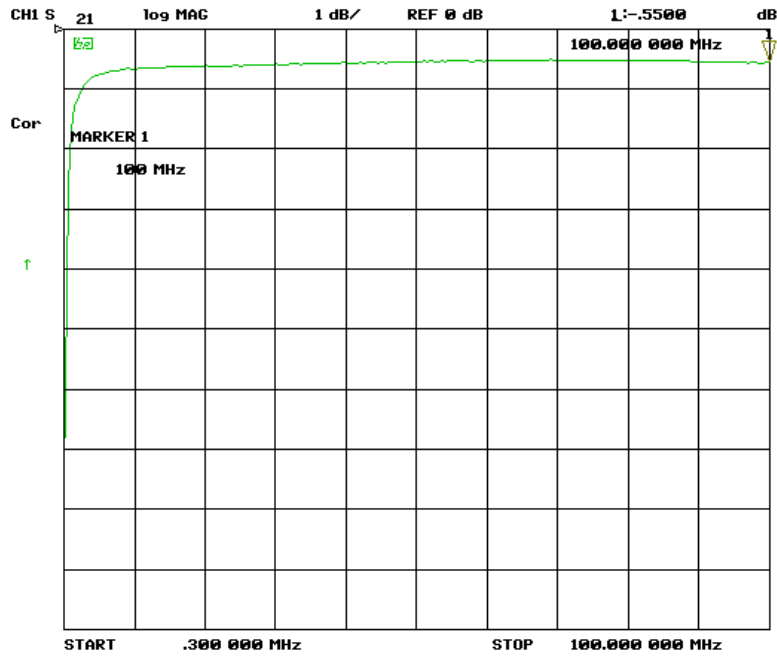 CH1 S 21 log MAG 1 dB/ REF 0 dB 1:-.5500 dB
1
100.000 000 MHz
Cor
MARKER 1
100 MHz
↑
START .300 000 MHz STOP 100.000 000 MHz